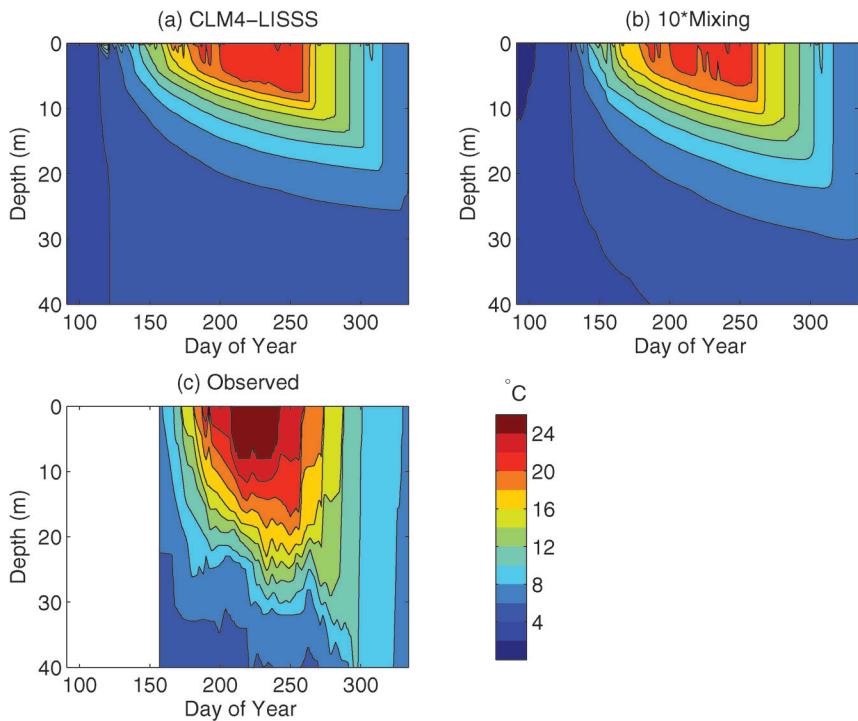 (a) CLM4−LISSS
0
10
20
30
40
Depth (m)
100 150 200 250 300
Day of Year
(b) 10*Mixing
0
10
20
30
40
Depth (m)
100 150 200 250 300
Day of Year
(c) Observed
0
10
20
30
40
Depth (m)
100 150 200 250 300
Day of Year
°C
24
20
16
12
8
4